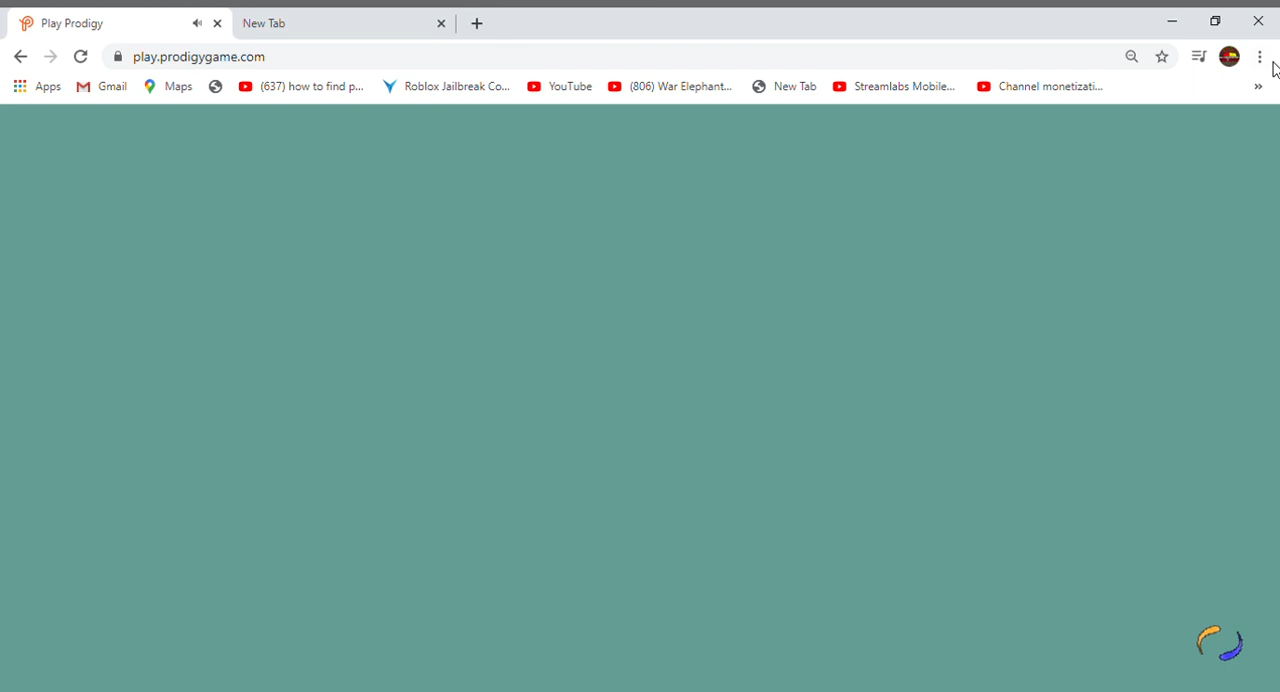 Play Prodigy New Tab
play.prodigygame.com
Apps Gmail Maps (637) how to find p... Roblox Jailbreak Co... YouTube (806) War Elephant... New Tab Streamlabs Mobile... Channel monetizati...